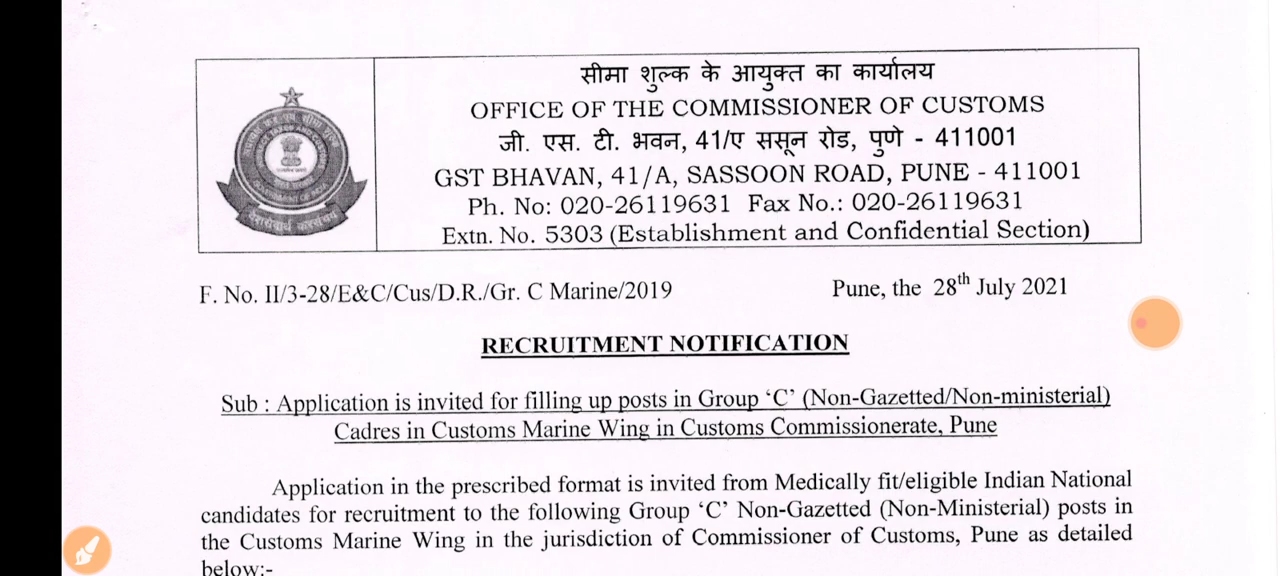 सीमा शुल्क के आयुक्त का कार्यालय
OFFICE OF THE COMMISSIONER OF CUSTOMS
जी. एस. टी. भवन, 41/ए ससून रोड, पुणे - 411001
GST BHAVAN, 41/A, SASSOON ROAD, PUNE - 411001
Ph. No: 020-26119631 Fax No.: 020-26119631
Extn. No. 5303 (Establishment and Confidential Section)
F. No. II/3-28/E&C/Cus/D.R./Gr. C Marine/2019 Pune, the 28th July 2021
RECRUITMENT NOTIFICATION
Sub : Application is invited for filling up posts in Group ‘C’ (Non-Gazetted/Non-ministerial)
Cadres in Customs Marine Wing in Customs Commissionerate, Pune
Application in the prescribed format is invited from Medically fit/eligible Indian National
candidates for recruitment to the following Group ‘C’ Non-Gazetted (Non-Ministerial) posts in
the Customs Marine Wing in the jurisdiction of Commissioner of Customs, Pune as detailed
below:-